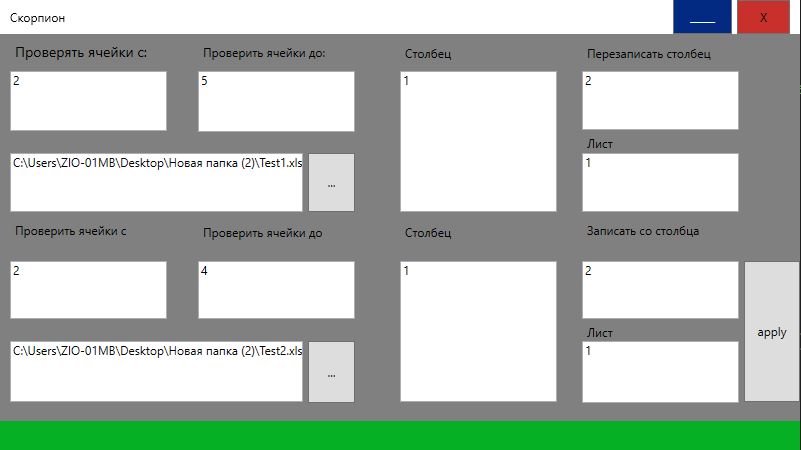 Скорпион
____ X
Проверять ячейки с: Проверить ячейки до: Столбец Перезаписать столбец
2 5 1 2
Лист
C:\Users\ZIO-01MB\Desktop\Новая папка (2)\Test1.xls ... 1
Проверить ячейки с Проверить ячейки до Столбец Записать со столбца
2 4 1 2
apply
Лист
C:\Users\ZIO-01MB\Desktop\Новая папка (2)\Test2.xls ... 1